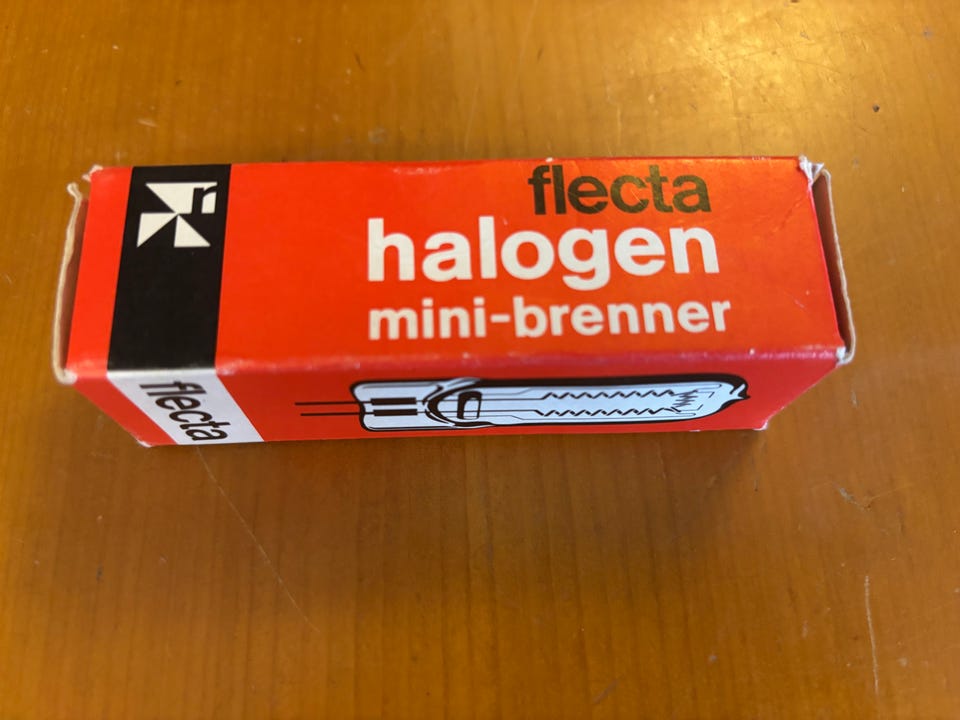 flecta
halogen
mini-brenner
flecta